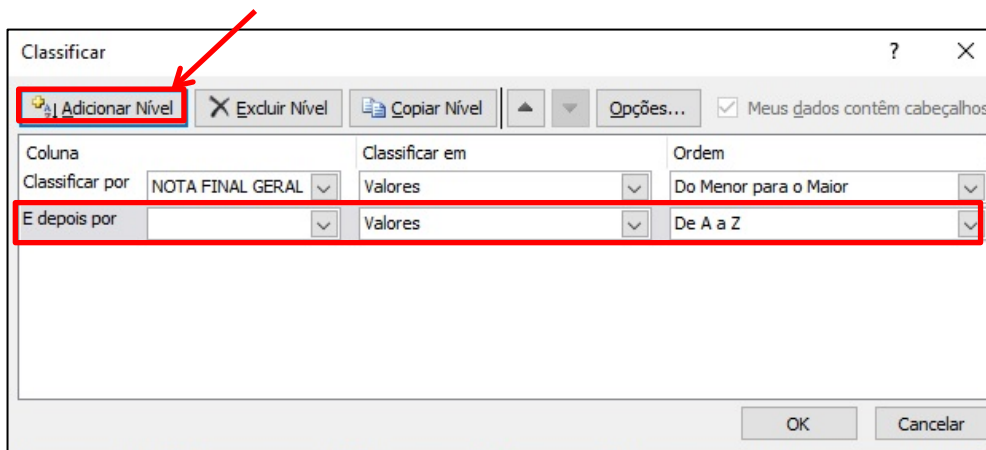 Classificar ?
Adicionar Nível Excluir Nível Copiar Nível Opções... Meus dados contêm cabeçalhos
Coluna Classificar em Ordem
Classificar por NOTA FINAL GERAL Valores Do Menor para o Maior
E depois por Valores De A a Z
OK Cancelar